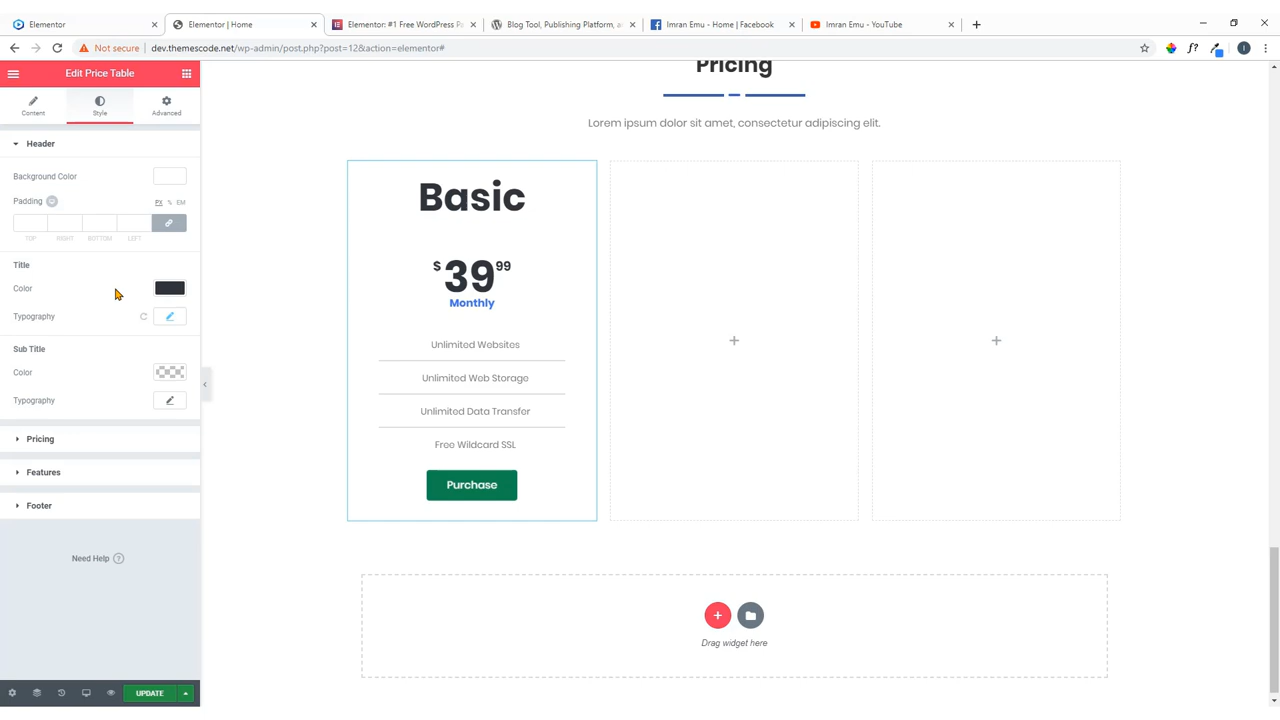 Elementor
Elementor | Home
Elementor: #1 Free WordPress Pa
Blog Tool, Publishing Platform, a
Imran Emu - Home | Facebook
Imran Emu - YouTube
Not secure
dev.themescode.net/wp-admin/post.php?post=12&action=elementor#
f?
I
Edit Price Table
Content
Style
Advanced
Header
Background Color
Padding
PX % EM
TOP RIGHT BOTTOM LEFT
Title
Color
Typography
Sub Title
Color
Typography
Pricing
Features
Footer
Need Help ?
UPDATE
Pricing
Lorem ipsum dolor sit amet, consectetur adipiscing elit.
Basic
$3999
Monthly
Unlimited Websites
Unlimited Web Storage
Unlimited Data Transfer
Free Wildcard SSL
Purchase
Drag widget here